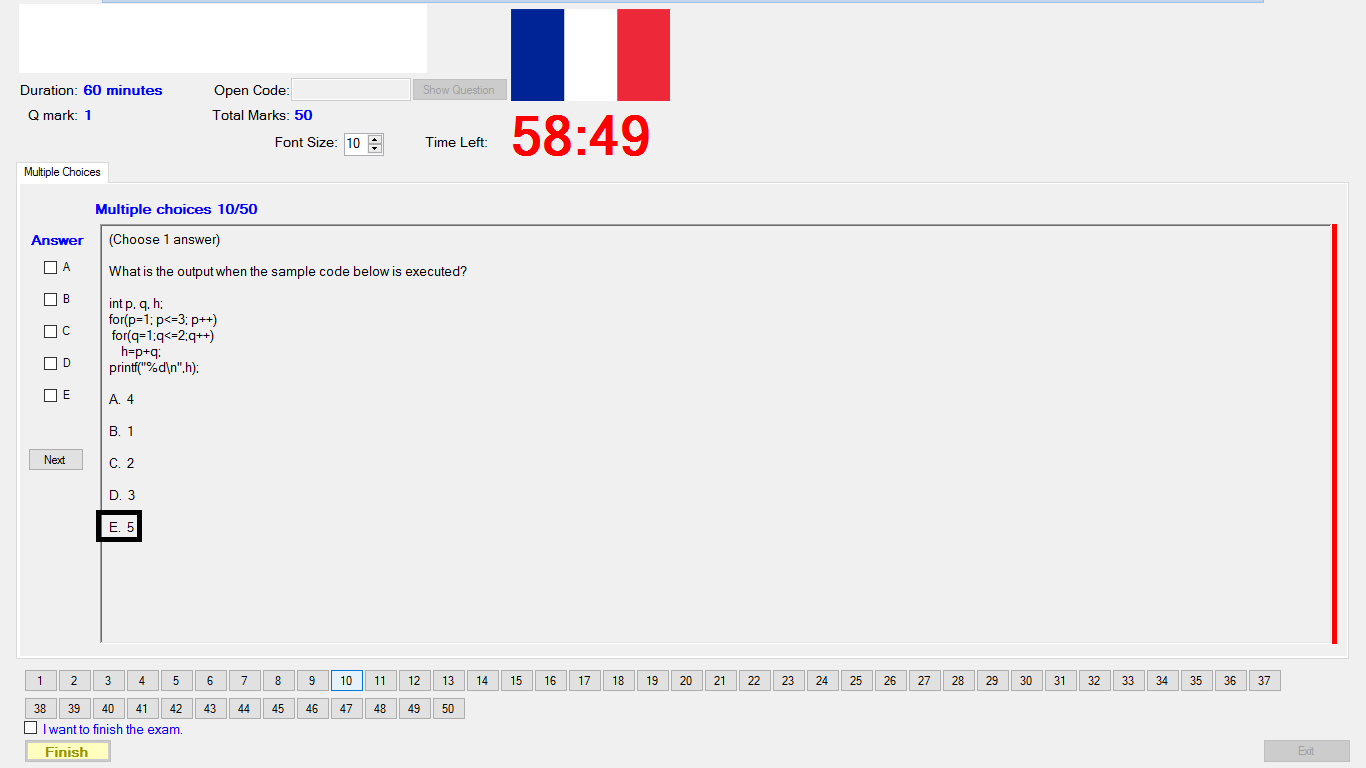 Duration: 60 minutes
Open Code:
Show Question
Q mark: 1
Total Marks: 50
Font Size: 10
Time Left: 58:49
Multiple Choices
Multiple choices 10/50
Answer
A
B
C
D
E
Next
(Choose 1 answer)
What is the output when the sample code below is executed?
int p, q, h;
for(p=1; p<=3; p++)
for(q=1;q<=2;q++)
h=p+q;
printf("%d\n",h);
A. 4
B. 1
C. 2
D. 3
E. 5
1 2 3 4 5 6 7 8 9 10 11 12 13 14 15 16 17 18 19 20 21 22 23 24 25 26 27 28 29 30 31 32 33 34 35 36 37
38 39 40 41 42 43 44 45 46 47 48 49 50
I want to finish the exam.
Finish
Exit